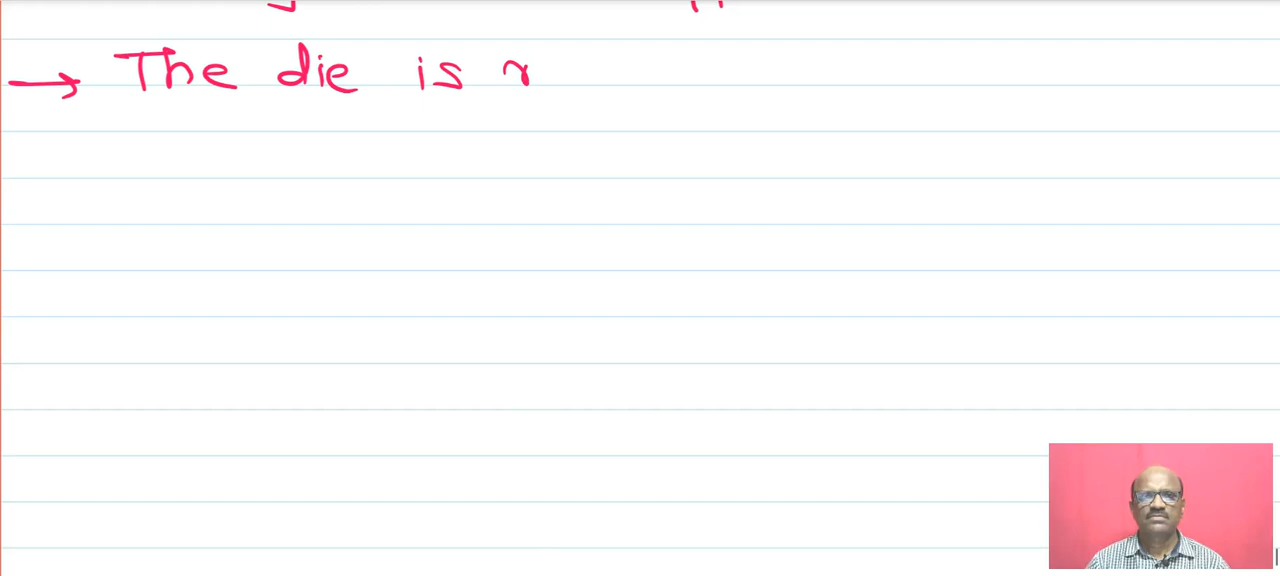 → The die is r